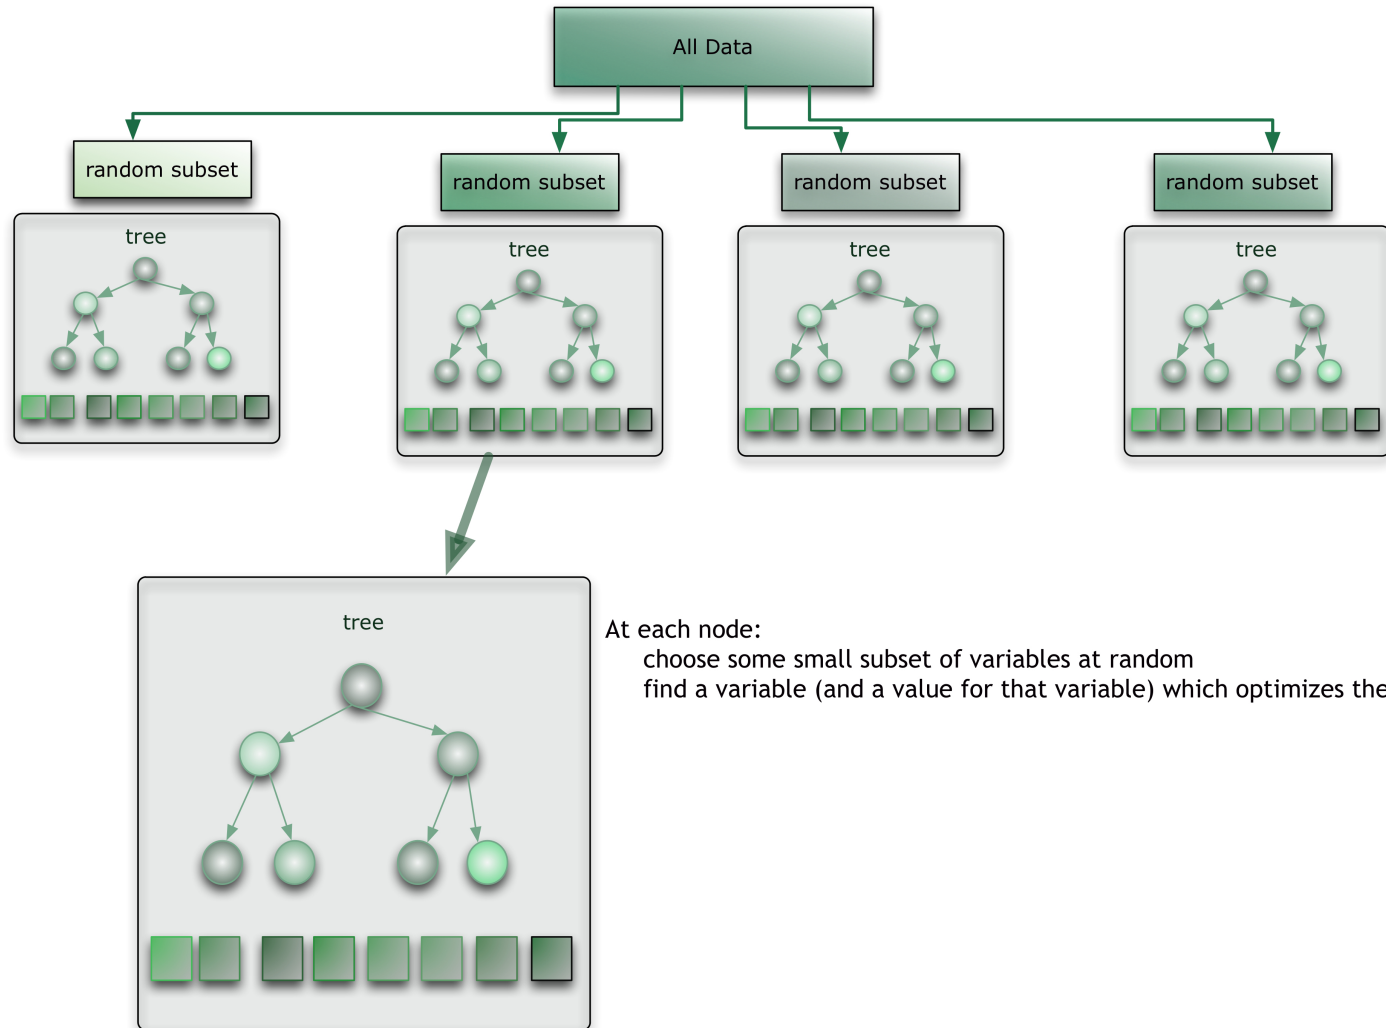 All Data
random subset
random subset
random subset
random subset
tree
tree
tree
tree
tree
At each node:
choose some small subset of variables at random
find a variable (and a value for that variable) which optimizes the